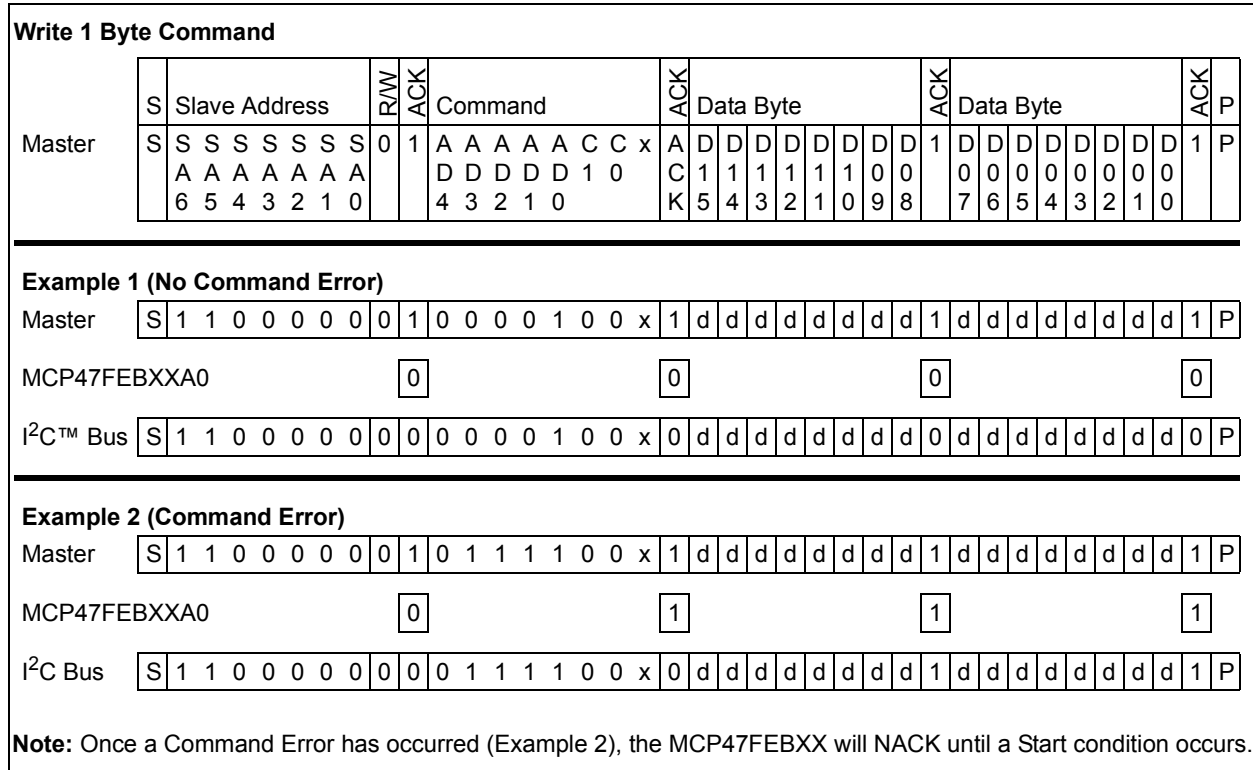 Write 1 Byte Command
S Slave Address R/W ACK Command ACK Data Byte ACK Data Byte ACK P
Master S S S S S S S S 0 1 A A A A A C C x A D D D D D D D D 1 D D D D D D D D 1 P
A A A A A A A D D D D D 1 0 C 1 1 1 1 1 1 0 0 0 0 0 0 0 0 0 0
6 5 4 3 2 1 0 4 3 2 1 0 K 5 4 3 2 1 0 9 8 7 6 5 4 3 2 1 0
Example 1 (No Command Error)
Master S 1 1 0 0 0 0 0 0 1 0 0 0 0 1 0 0 x 1 d d d d d d d d 1 d d d d d d d d 1 P
MCP47FEBXXA0 0 0 0 0
I²C™ Bus S 1 1 0 0 0 0 0 0 0 0 0 0 0 1 0 0 x 0 d d d d d d d d 0 d d d d d d d d 0 P
Example 2 (Command Error)
Master S 1 1 0 0 0 0 0 0 1 0 1 1 1 1 0 0 x 1 d d d d d d d d 1 d d d d d d d d 1 P
MCP47FEBXXA0 0 1 1 1
I²C Bus S 1 1 0 0 0 0 0 0 0 0 1 1 1 1 0 0 x 0 d d d d d d d d 1 d d d d d d d d 1 P
Note: Once a Command Error has occurred (Example 2), the MCP47FEBXX will NACK until a Start condition occurs.